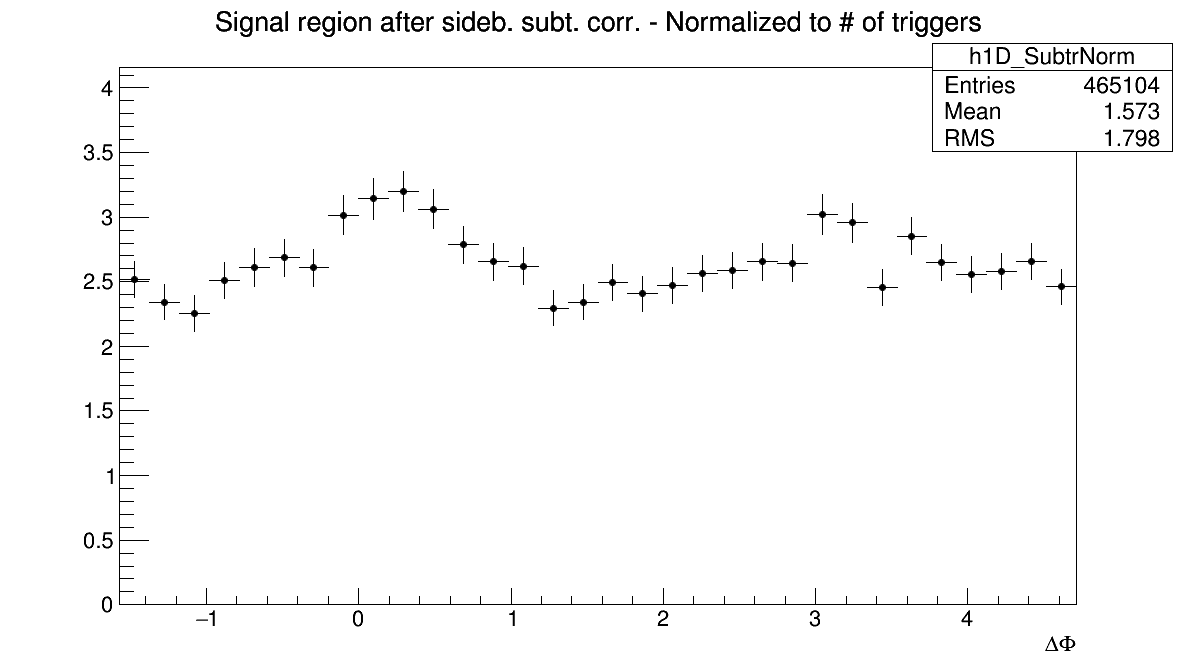 Signal region after sideb. subt. corr. - Normalized to # of triggers
h1D_SubtrNorm
Entries 465104
Mean 1.573
RMS 1.798
4
3.5
3
2.5
2
1.5
1
0.5
0
−1 0 1 2 3 4
ΔΦ